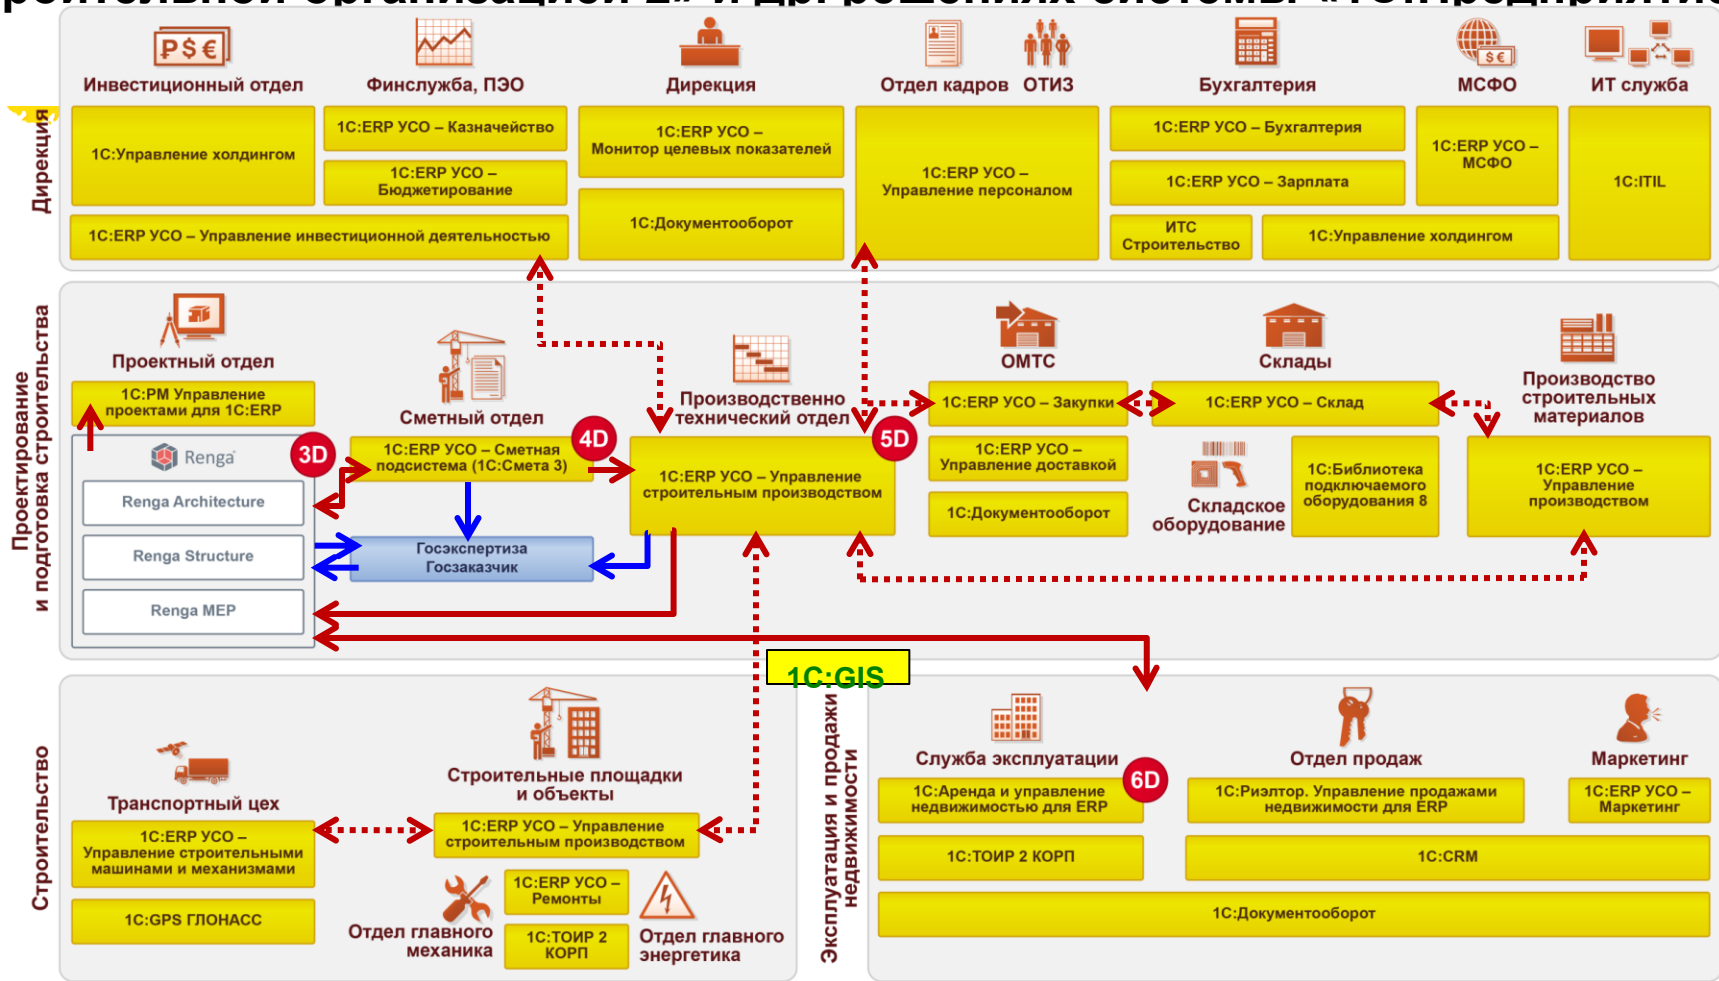 роительной организацией 2» и др. решениях системы «1С:Предприятие
Инвестиционный отдел
Финслужба, ПЭО
Дирекция
Отдел кадров
ОТИЗ
Бухгалтерия
МСФО
ИТ служба
Дирекция
1С:Управление холдингом
1С:ERP УСО – Казначейство
1С:ERP УСО –
Бюджетирование
1С:ERP УСО – Управление инвестиционной деятельностью
1С:ERP УСО –
Монитор целевых показателей
1С:Документооборот
1С:ERP УСО –
Управление персоналом
1С:ERP УСО – Бухгалтерия
1С:ERP УСО – Зарплата
ИТС
Строительство
1С:Управление холдингом
1С:ERP УСО –
МСФО
1С:ITIL
Проектирование
и подготовка строительства
Проектный отдел
1С:PM Управление
проектами для 1С:ERP
Renga
3D
Renga Architecture
Renga Structure
Renga MEP
Сметный отдел
4D
1С:ERP УСО – Сметная
подсистема (1С:Смета 3)
Госэкспертиза
Госзаказчик
Производственно
технический отдел
5D
1С:ERP УСО – Управление
строительным производством
ОМТС
1С:ERP УСО – Закупки
1С:ERP УСО –
Управление доставкой
1С:Документооборот
Склады
1С:ERP УСО – Склад
Складское
оборудование
1С:Библиотека
подключаемого
оборудования 8
Производство
строительных
материалов
1С:ERP УСО –
Управление
производством
1С:GIS
Строительство
Транспортный цех
1С:ERP УСО –
Управление строительными
машинами и механизмами
1С:GPS ГЛОНАСС
Строительные площадки
и объекты
1С:ERP УСО – Управление
строительным производством
Отдел главного
механика
1С:ERP УСО –
Ремонты
1С:ТОИР 2
КОРП
Отдел главного
энергетика
Эксплуатация и продажи
недвижимости
Служба эксплуатации
6D
1С:Аренда и управление
недвижимостью для ERP
1С:ТОИР 2 КОРП
Отдел продаж
1С:Риэлтор. Управление продажами
недвижимости для ERP
Маркетинг
1С:ERP УСО –
Маркетинг
1С:CRM
1С:Документооборот